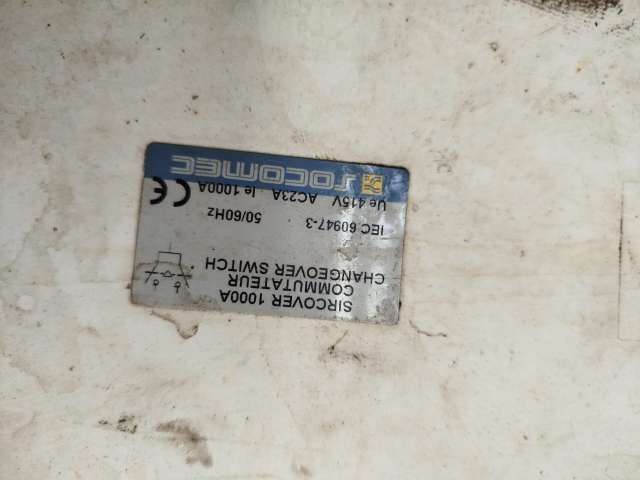 SIRCOVER 1000A
COMMUTATEUR
CHANGEOVER SWITCH
IEC 60947-3 50/60Hz
Ue 415V AC23A Ie 1000A
CE
socomec